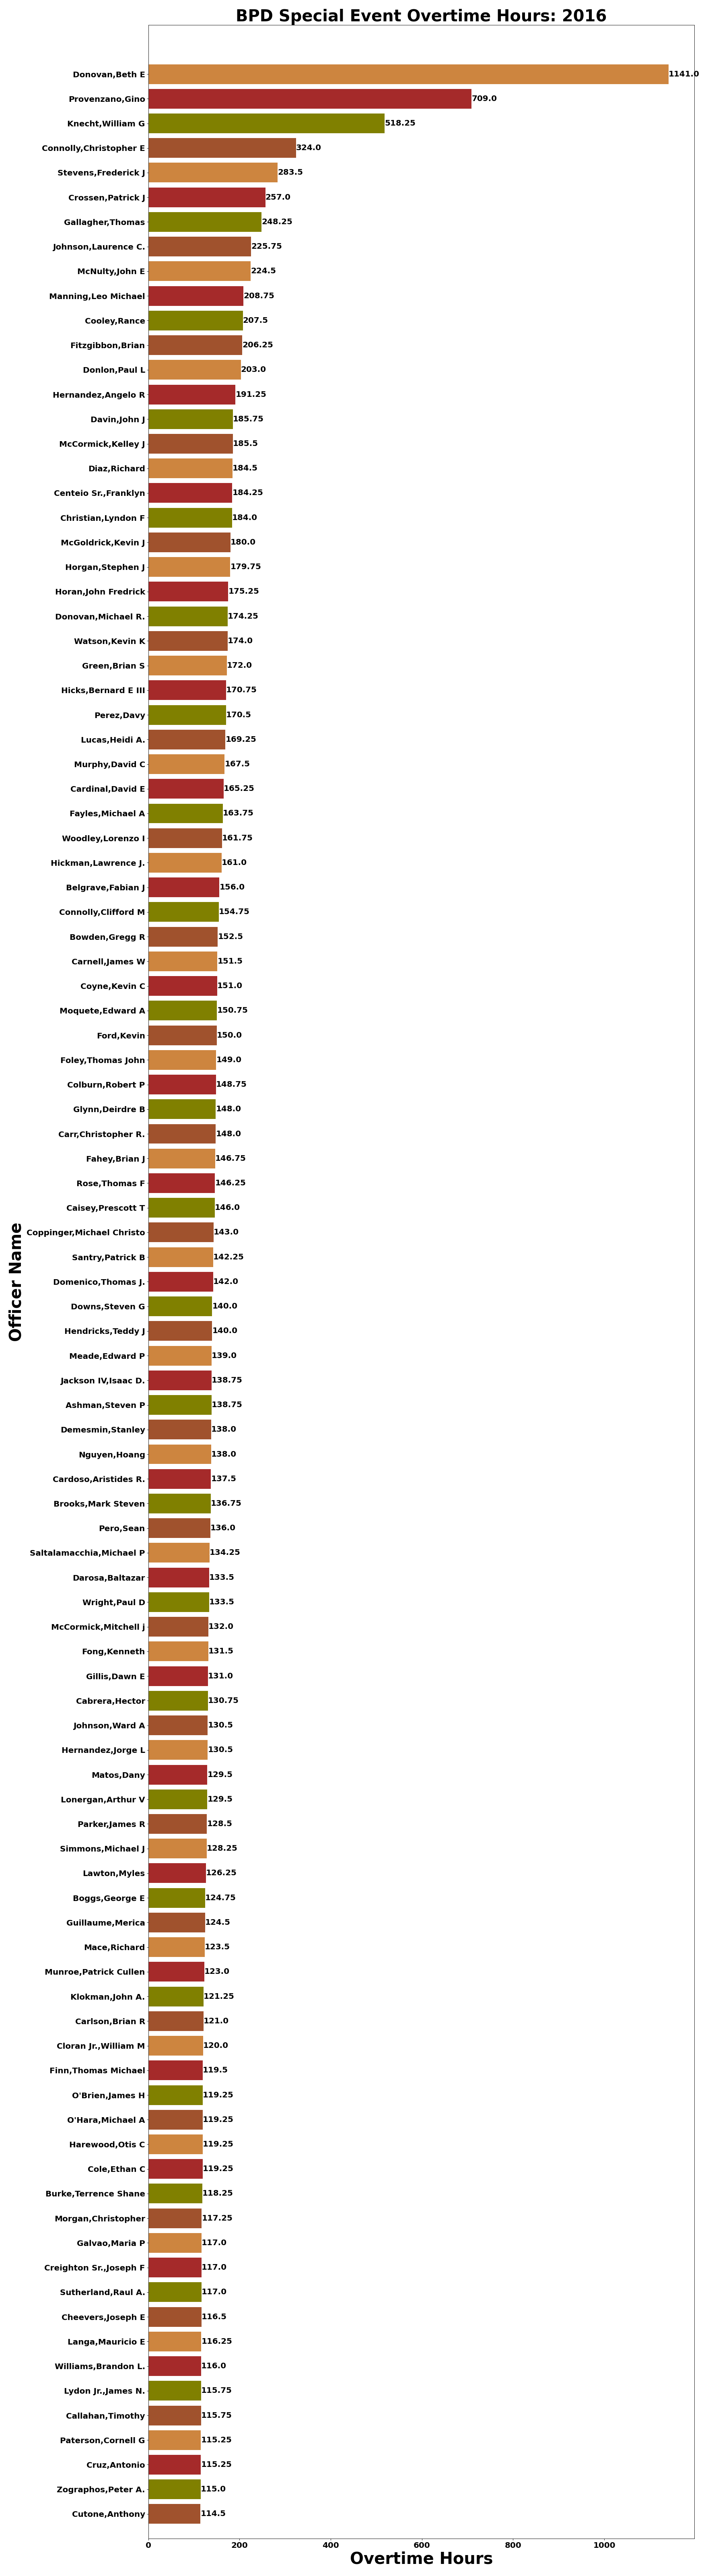 BPD Special Event Overtime Hours: 2016
Donovan,Beth E 1141.0
Provenzano,Gino 709.0
Knecht,William G 518.25
Connolly,Christopher E 324.0
Stevens,Frederick J 283.5
Crossen,Patrick J 257.0
Gallagher,Thomas 248.25
Johnson,Laurence C. 225.75
McNulty,John E 224.5
Manning,Leo Michael 208.75
Cooley,Rance 207.5
Fitzgibbon,Brian 206.25
Donlon,Paul L 203.0
Hernandez,Angelo R 191.25
Davin,John J 185.75
McCormick,Kelley J 185.5
Diaz,Richard 184.5
Centeio Sr.,Franklyn 184.25
Christian,Lyndon F 184.0
McGoldrick,Kevin J 180.0
Horgan,Stephen J 179.75
Horan,John Fredrick 175.25
Donovan,Michael R. 174.25
Watson,Kevin K 174.0
Green,Brian S 172.0
Hicks,Bernard E III 170.75
Perez,Davy 170.5
Lucas,Heidi A. 169.25
Murphy,David C 167.5
Cardinal,David E 165.25
Fayles,Michael A 163.75
Woodley,Lorenzo I 161.75
Hickman,Lawrence J. 161.0
Belgrave,Fabian J 156.0
Connolly,Clifford M 154.75
Bowden,Gregg R 152.5
Carnell,James W 151.5
Coyne,Kevin C 151.0
Moquete,Edward A 150.75
Ford,Kevin 150.0
Foley,Thomas John 149.0
Colburn,Robert P 148.75
Glynn,Deirdre B 148.0
Carr,Christopher R. 148.0
Fahey,Brian J 146.75
Rose,Thomas F 146.25
Caisey,Prescott T 146.0
Coppinger,Michael Christo 143.0
Santry,Patrick B 142.25
Domenico,Thomas J. 142.0
Officer Name
Downs,Steven G 140.0
Hendricks,Teddy J 140.0
Meade,Edward P 139.0
Jackson IV,Isaac D. 138.75
Ashman,Steven P 138.75
Demesmin,Stanley 138.0
Nguyen,Hoang 138.0
Cardoso,Aristides R. 137.5
Brooks,Mark Steven 136.75
Pero,Sean 136.0
Saltalamacchia,Michael P 134.25
Darosa,Baltazar 133.5
Wright,Paul D 133.5
McCormick,Mitchell j 132.0
Fong,Kenneth 131.5
Gillis,Dawn E 131.0
Cabrera,Hector 130.75
Johnson,Ward A 130.5
Hernandez,Jorge L 130.5
Matos,Dany 129.5
Lonergan,Arthur V 129.5
Parker,James R 128.5
Simmons,Michael J 128.25
Lawton,Myles 126.25
Boggs,George E 124.75
Guillaume,Merica 124.5
Mace,Richard 123.5
Munroe,Patrick Cullen 123.0
Klokman,John A. 121.25
Carlson,Brian R 121.0
Cloran Jr.,William M 120.0
Finn,Thomas Michael 119.5
O'Brien,James H 119.25
O'Hara,Michael A 119.25
Harewood,Otis C 119.25
Cole,Ethan C 119.25
Burke,Terrence Shane 118.25
Morgan,Christopher 117.25
Galvao,Maria P 117.0
Creighton Sr.,Joseph F 117.0
Sutherland,Raul A. 117.0
Cheevers,Joseph E 116.5
Langa,Mauricio E 116.25
Williams,Brandon L. 116.0
Lydon Jr.,James N. 115.75
Callahan,Timothy 115.75
Paterson,Cornell G 115.25
Cruz,Antonio 115.25
Zographos,Peter A. 115.0
Cutone,Anthony 114.5
0 200 400 600 800 1000
Overtime Hours